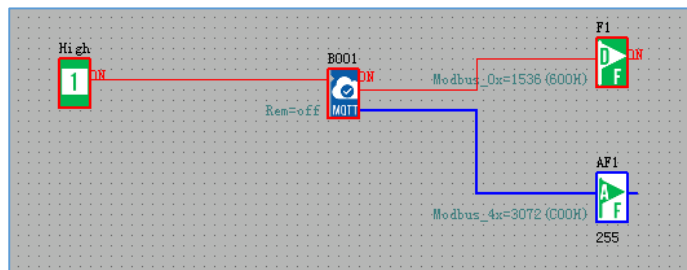 F1
High
B001
ON
1
ON
ON
D
F
Modbus_0x=1536(600H)
Rem=off
MQTT
AF1
A
F
Modbus_4x=3072(C00H)
255